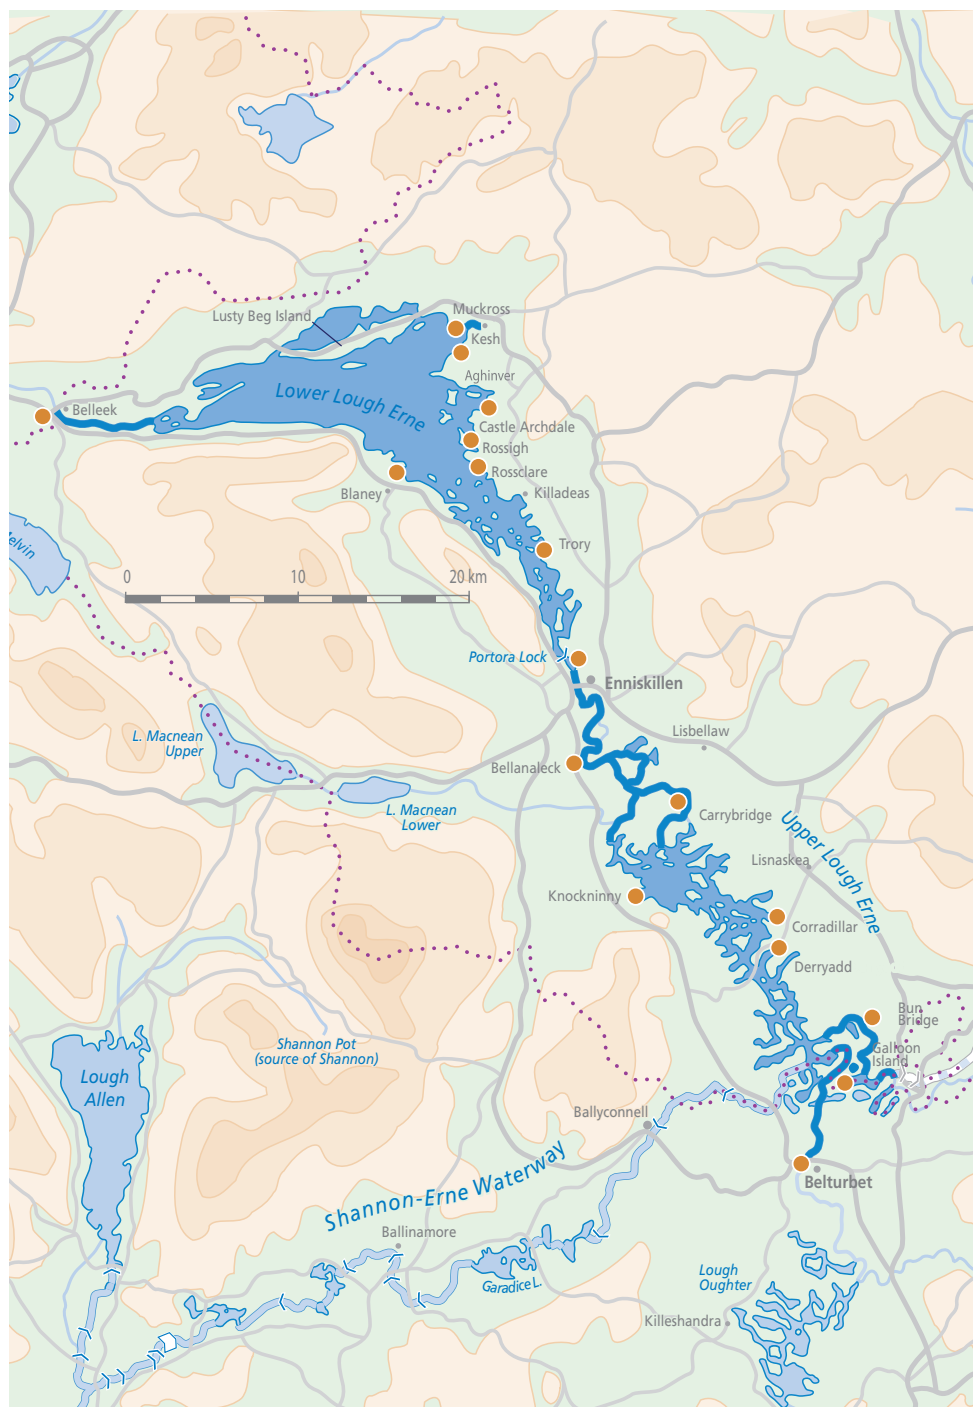 Lusty Beg Island
Muckross
Kesh
Aghinver
Lower Lough Erne
Belleek
Castle Archdale
Rossigh
Rossclare
Blaney
Killadeas
Melvin
Trory
0 10 20 km
Portora Lock
Enniskillen
L. Macnean
Upper
Lisbellaw
Bellanaleck
L. Macnean
Lower
Carrybridge
Upper Lough Erne
Lisnaskea
Knockninny
Corradillar
Derryadd
Bun
Bridge
Shannon Pot
(source of Shannon)
Galloon
Island
Lough
Allen
Ballyconnell
Shannon-Erne Waterway
Belturbet
Ballinamore
Lough
Oughter
Garadice L.
Killeshandra